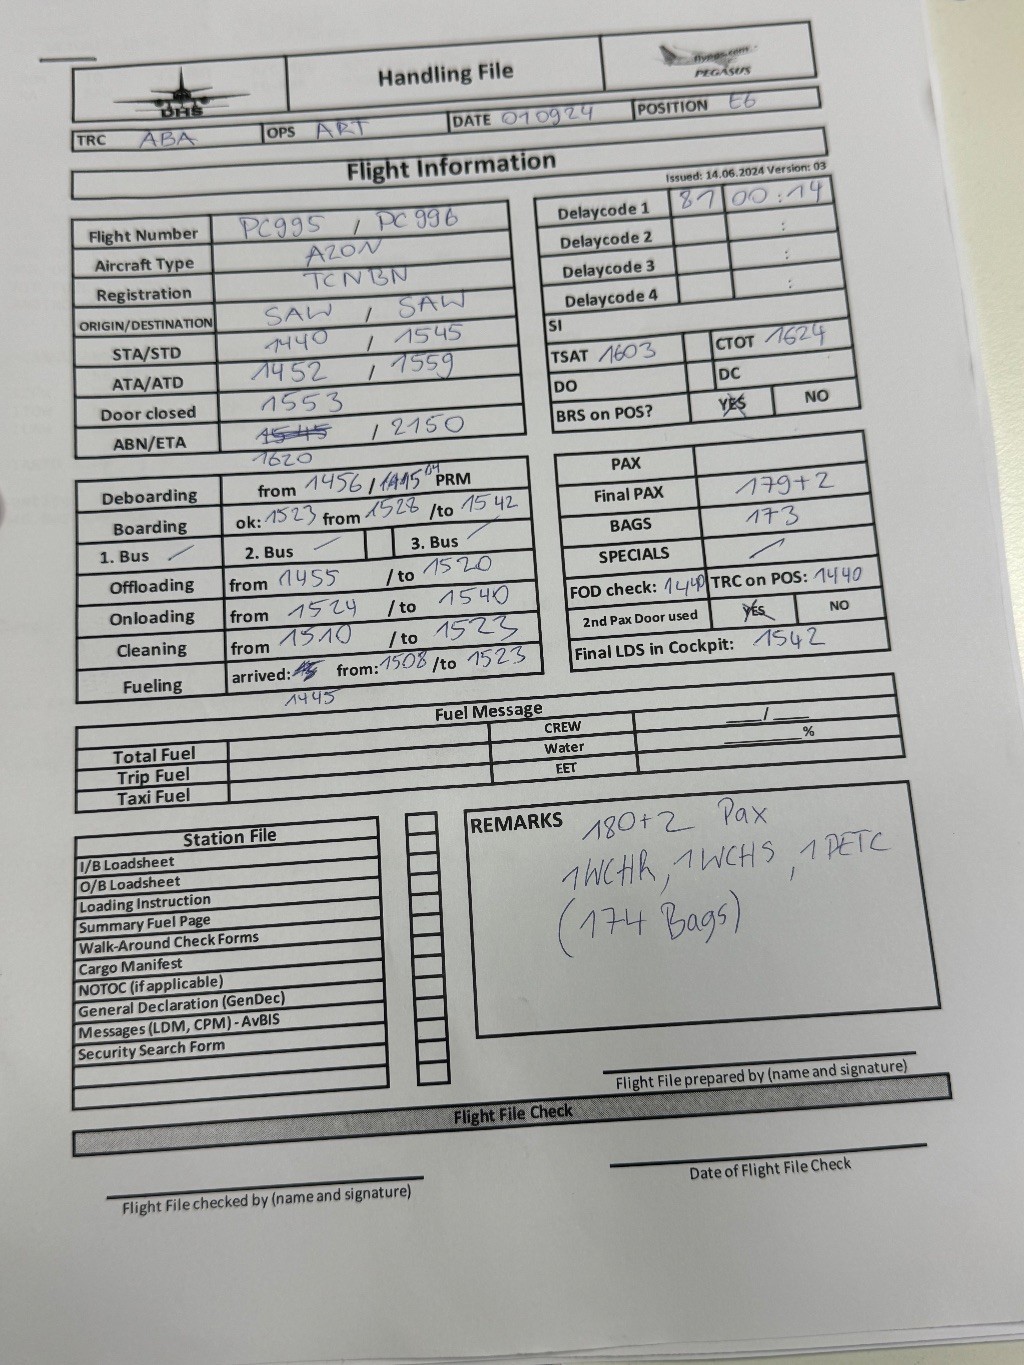 DHS
Handling File
flypgs.com
PEGASUS
TRC ABA OPS ART DATE 010924 POSITION E6
Flight Information
Issued: 14.06.2024 Version: 03
Flight Number PC995 / PC996
Aircraft Type A20N
Registration TCNBN
ORIGIN/DESTINATION SAW / SAW
STA/STD 1440 / 1545
ATA/ATD 1452 / 1559
Door closed 1553
ABN/ETA 1545 / 2150
1620
Delaycode 1 81 00:14
Delaycode 2 :
Delaycode 3 :
Delaycode 4 :
SI
TSAT 1603 CTOT 1624
DO DC
BRS on POS? YES NO
Deboarding from 1456 / PRM
Boarding ok: 1523 from 1528 /to 1542
1. Bus 2. Bus 3. Bus
Offloading from 1455 / to 1520
Onloading from 1524 / to 1540
Cleaning from 1510 / to 1523
Fueling arrived: from: 1508 /to 1523
1445
PAX
Final PAX 179+2
BAGS 173
SPECIALS /
FOD check: 1440 TRC on POS: 1440
2nd Pax Door used YES NO
Final LDS in Cockpit: 1542
Fuel Message
Total Fuel CREW ___/___
Trip Fuel Water ______%
Taxi Fuel EET
Station File
I/B Loadsheet
O/B Loadsheet
Loading Instruction
Summary Fuel Page
Walk-Around Check Forms
Cargo Manifest
NOTOC (if applicable)
General Declaration (GenDec)
Messages (LDM, CPM) - AvBIS
Security Search Form
REMARKS 180+2 Pax
1WCHR, 1WCHS, 1PETC
(174 Bags)
Flight File prepared by (name and signature)
Flight File Check
Flight File checked by (name and signature)
Date of Flight File Check